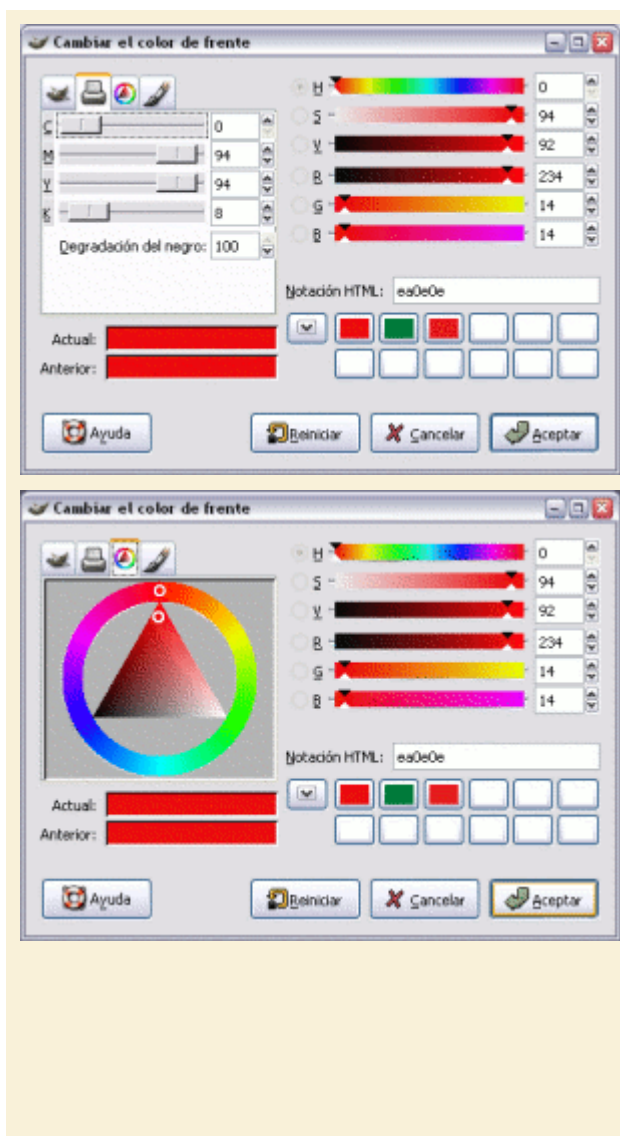 Cambiar el color de frente
H 0
C 0
S 94
M 94
V 92
Y 94
R 234
K 8
G 14
B 14
Degradación del negro: 100
Notación HTML: ea0e0e
Actual:
Anterior:
Ayuda
Reiniciar
Cancelar
Aceptar
Cambiar el color de frente
H 0
S 94
V 92
R 234
G 14
B 14
Notación HTML: ea0e0e
Actual:
Anterior:
Ayuda
Reiniciar
Cancelar
Aceptar